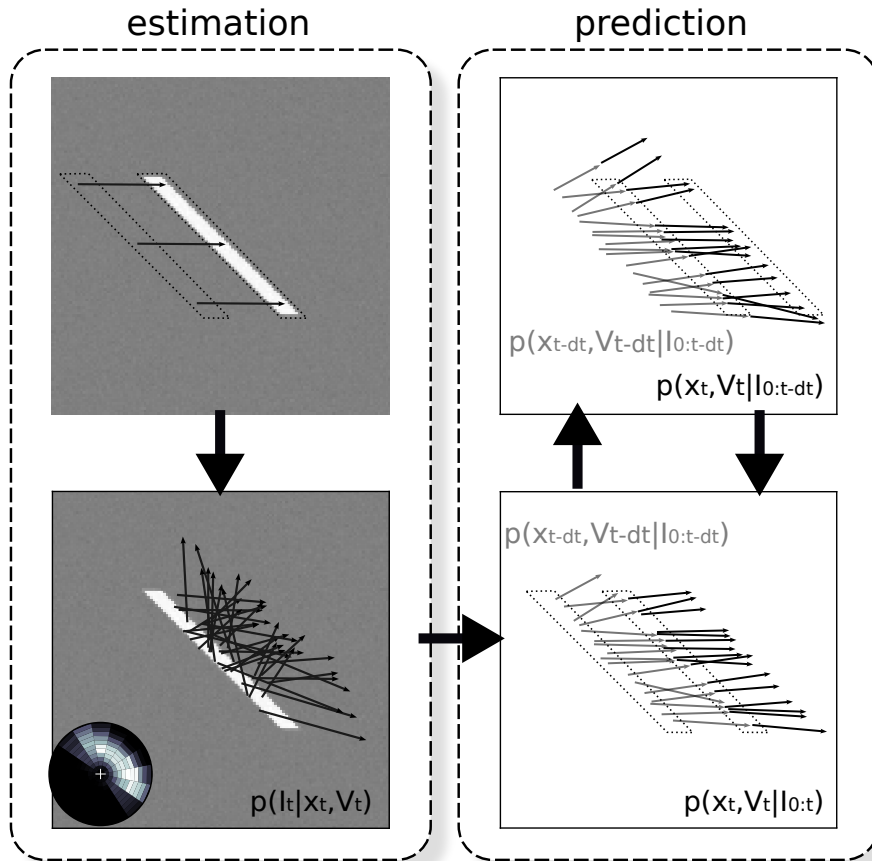 estimation
prediction
p(xt-dt,Vt-dt|I0:t-dt)
p(xt,Vt|I0:t-dt)
p(It|xt,Vt)
p(xt-dt,Vt-dt|I0:t-dt)
p(xt,Vt|I0:t)